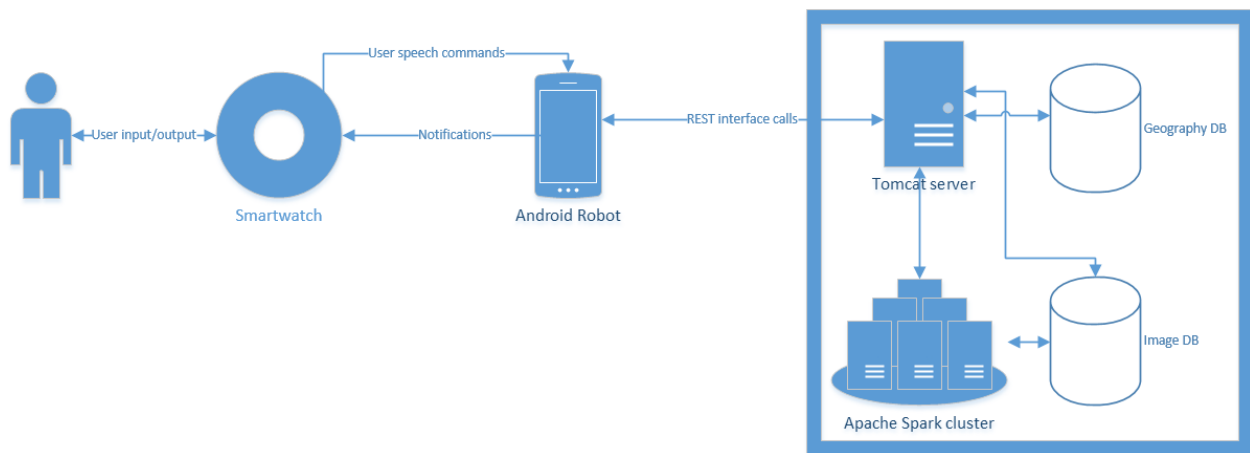 User speech commands
User input/output
Notifications
REST interface calls
Geography DB
Tomcat server
Smartwatch
Android Robot
Image DB
Apache Spark cluster